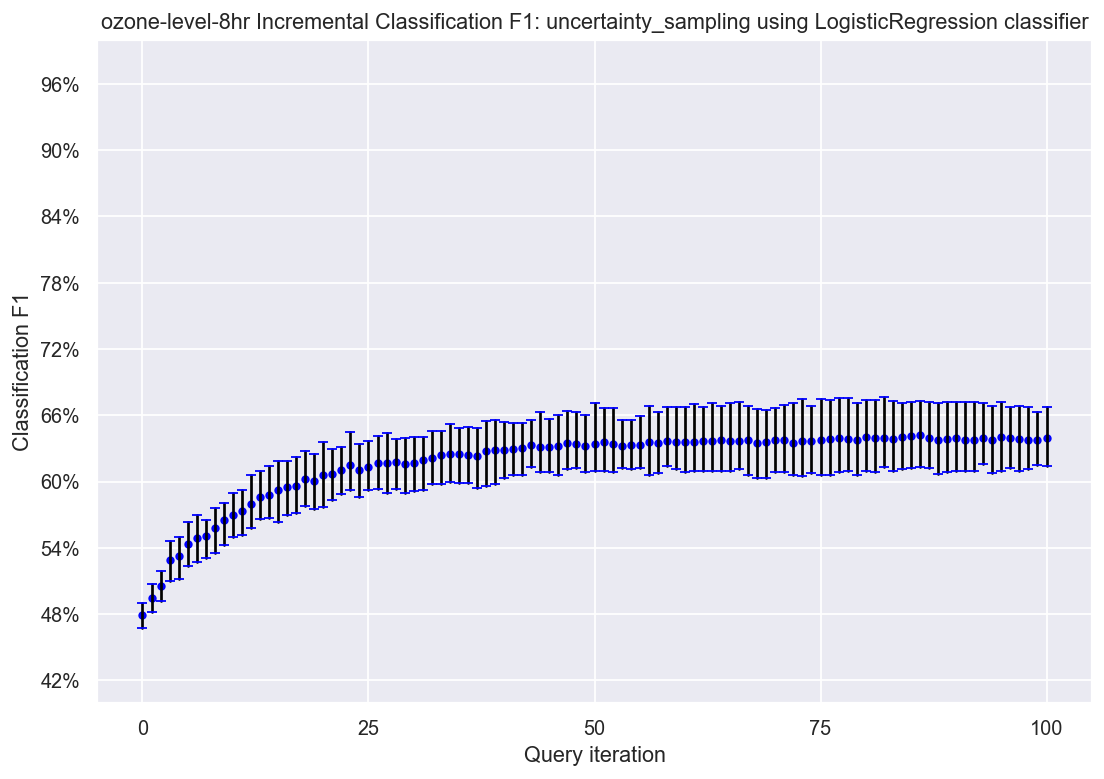 ozone-level-8hr Incremental Classification F1: uncertainty_sampling using LogisticRegression classifier
96%
90%
84%
78%
72%
66%
60%
54%
48%
42%
Classification F1
0 25 50 75 100
Query iteration